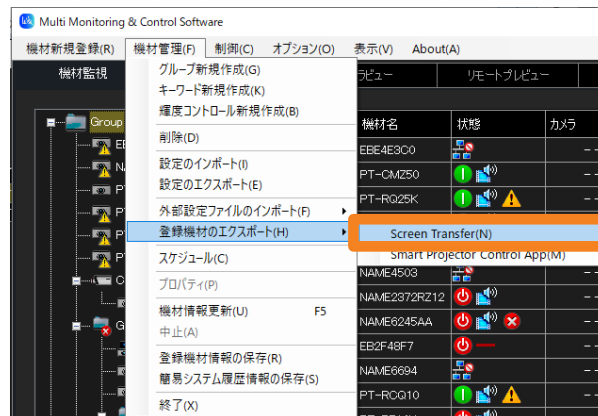 Multi Monitoring & Control Software
機材新規登録(R) 機材管理(F) 制御(C) オプション(O) 表示(V) About(A)
機材監視 グループ新規作成(G) ラビュー リモートプレビュー
キーワード新規作成(K)
輝度コントロール新規作成(B)
Group 機材名 状態 カメラ
削除(D)
EBE4E3C0
設定のインポート(I) PT-CMZ50
設定のエクスポート(E)
PT-RQ25K
外部設定ファイルのインポート(F)
登録機材のエクスポート(H) Screen Transfer(N)
スケジュール(C) Smart Projector Control App(M)
NAME4503
プロパティ(P)
NAME2372RZ12
機材情報更新(U) F5
NAME6245AA
中止(A)
EB2F48F7
登録機材情報の保存(R)
NAME6694
簡易システム履歴情報の保存(S)
PT-RCQ10
終了(X)